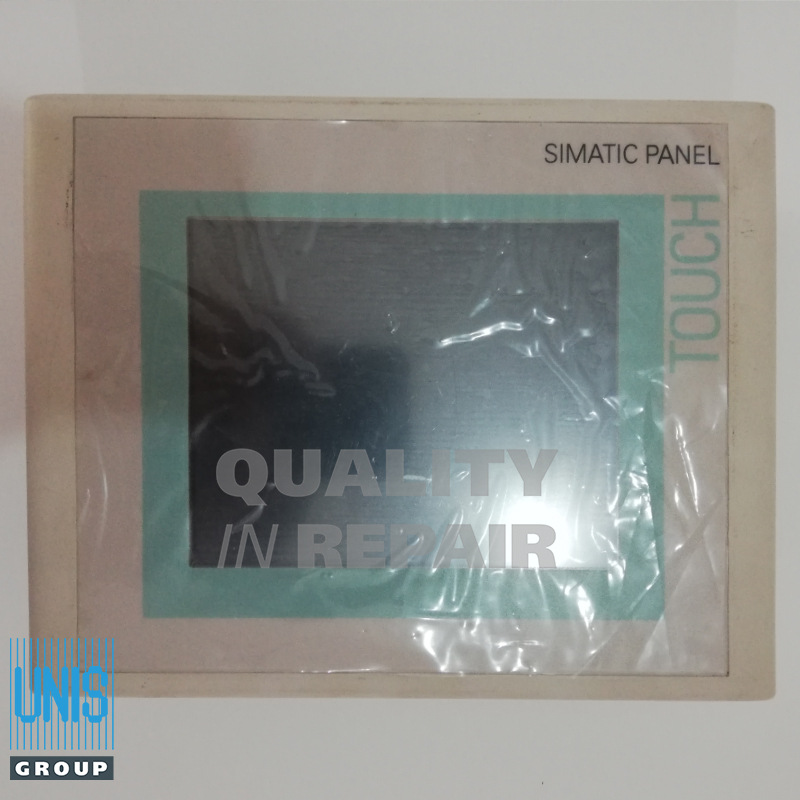 SIMATIC PANEL
TOUCH
QUALITY
IN REPAIR
UNIS
GROUP